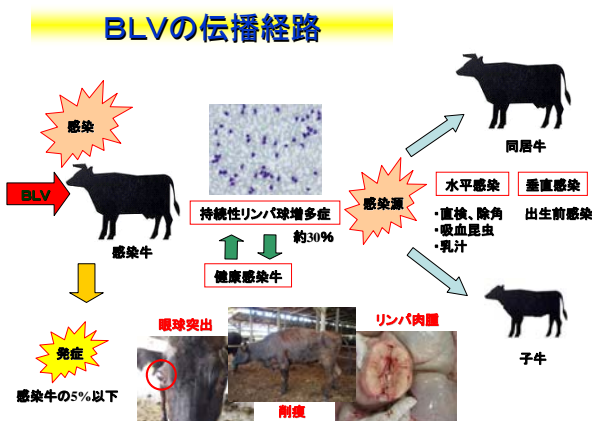 BLVの伝播経路
感染
BLV
感染牛
持続性リンパ球増多症
約30%
健康感染牛
感染源
同居牛
水平感染
垂直感染
・直検、除角
・吸血昆虫
・乳汁
出生前感染
子牛
発症
感染牛の5%以下
眼球突出
削痩
リンパ肉腫